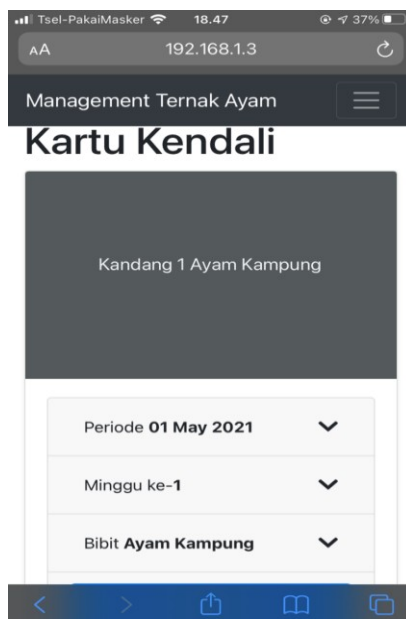 Tsel-PakaiMasker 18.47 37%
AA 192.168.1.3
Management Ternak Ayam
Kartu Kendali
Kandang 1 Ayam Kampung
Periode 01 May 2021
Minggu ke-1
Bibit Ayam Kampung